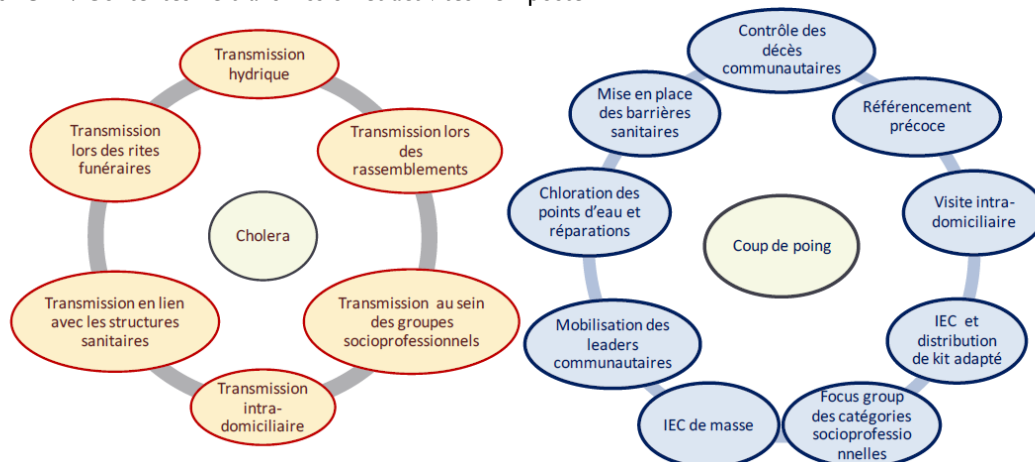 Transmission
hydrique
Transmission lors
des
rassemblements
Transmission au sein
des groupes
socioprofessionnels
Transmission
intra-
domiciliaire
Transmission en lien
avec les structures
sanitaires
Transmission
lors des rites
funéraires
Cholera
Contrôle des
décès
communautaires
Référencement
précoce
Visite intra-
domiciliaire
IEC et
distribution
de kit adapté
Focus group
des catégories
socioprofessio
nnelles
IEC de masse
Mobilisation des
leaders
communautaires
Chloration des
points d'eau et
réparations
Mise en place
des barrières
sanitaires
Coup de poing